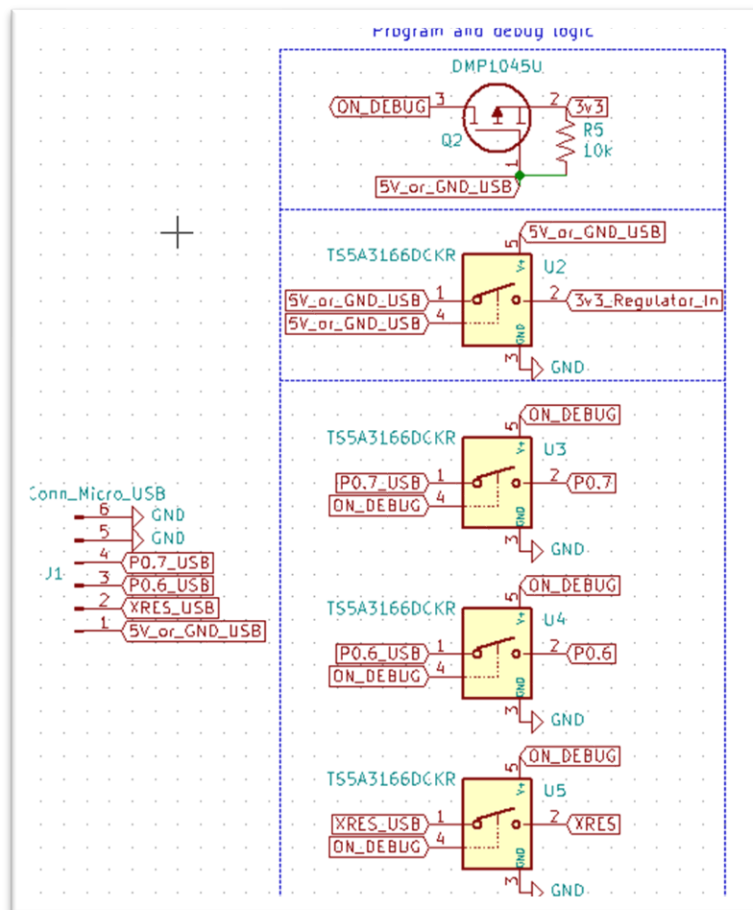 Program and debug logic
DMP1045U
ON_DEBUG 3 2 3v3
Q2 R5
10k
1
5V_or_GND_USB
5V_or_GND_USB
TS5A3166DCKR 5 V+ U2
5V_or_GND_USB 1 2 3v3_Regulator_In
5V_or_GND_USB 4
GND
3 GND
ON_DEBUG
TS5A3166DCKR 5 V+ U3
P0.7_USB 1 2 P0.7
ON_DEBUG 4
GND
3 GND
Conn_Micro_USB
6 GND
5 GND
4 P0.7_USB
J1
3 P0.6_USB
2 XRES_USB
1 5V_or_GND_USB
ON_DEBUG
TS5A3166DCKR 5 V+ U4
P0.6_USB 1 2 P0.6
ON_DEBUG 4
GND
3 GND
ON_DEBUG
TS5A3166DCKR 5 V+ U5
XRES_USB 1 2 XRES
ON_DEBUG 4
GND
3 GND